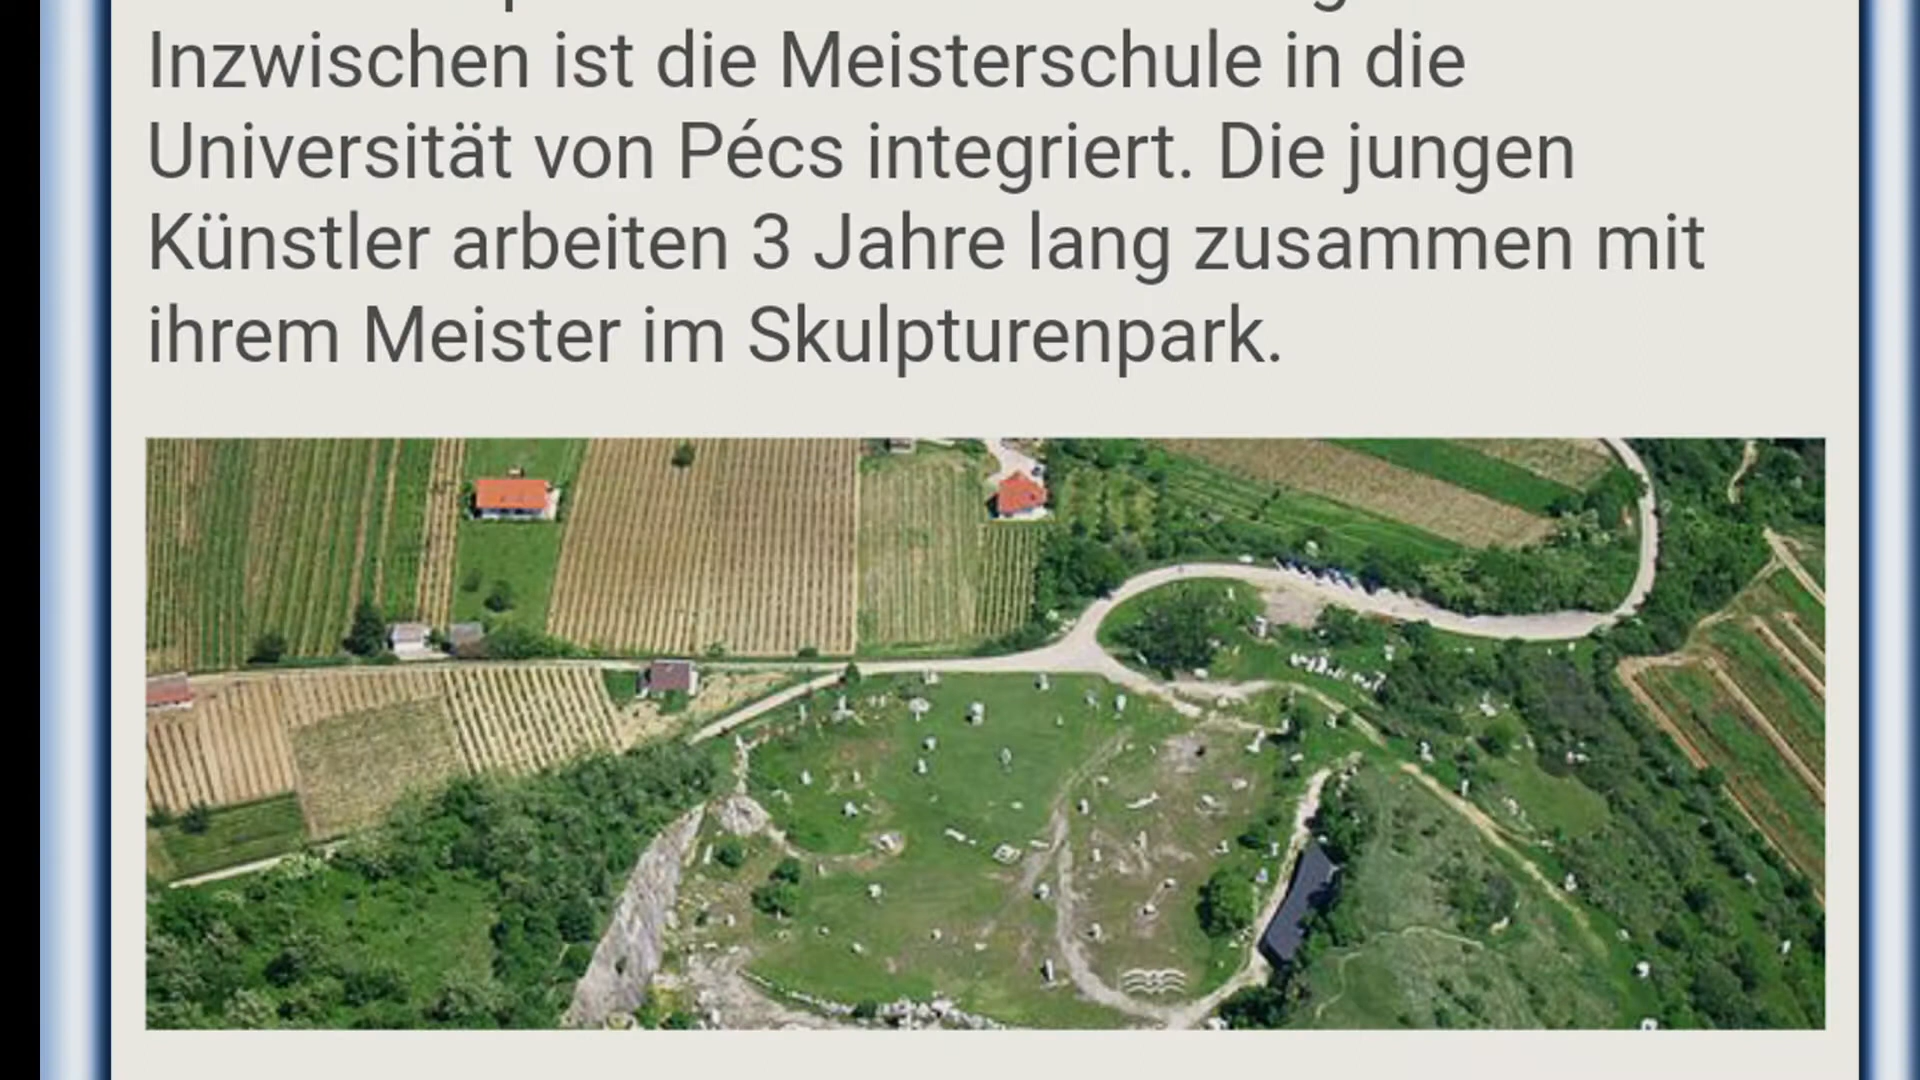 Inzwischen ist die Meisterschule in die
Universität von Pécs integriert. Die jungen
Künstler arbeiten 3 Jahre lang zusammen mit
ihrem Meister im Skulpturenpark.